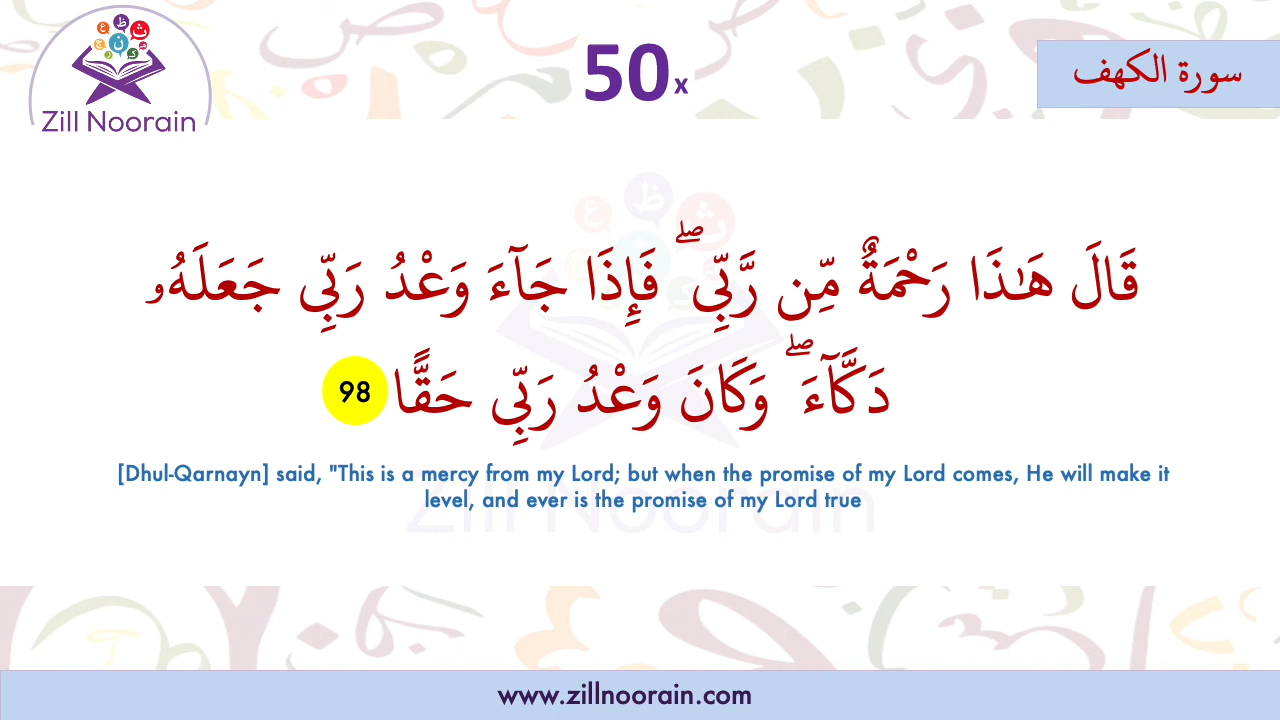 Zill Noorain
50x
سورة الكهف
قَالَ هَـٰذَا رَحْمَةٌ مِّن رَّبِّي ۖ فَإِذَا جَآءَ وَعْدُ رَبِّي جَعَلَهُۥ
دَكَّآءَ ۖ وَكَانَ وَعْدُ رَبِّي حَقًّا 98
[Dhul-Qarnayn] said, "This is a mercy from my Lord; but when the promise of my Lord comes, He will make it
level, and ever is the promise of my Lord true
Zill Noorain
www.zillnoorain.com